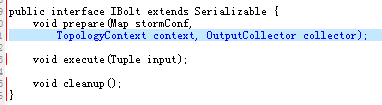 public interface IBolt extends Serializable {
void prepare(Map stormConf,
TopologyContext context, OutputCollector collector);
void execute(Tuple input);
void cleanup();
}